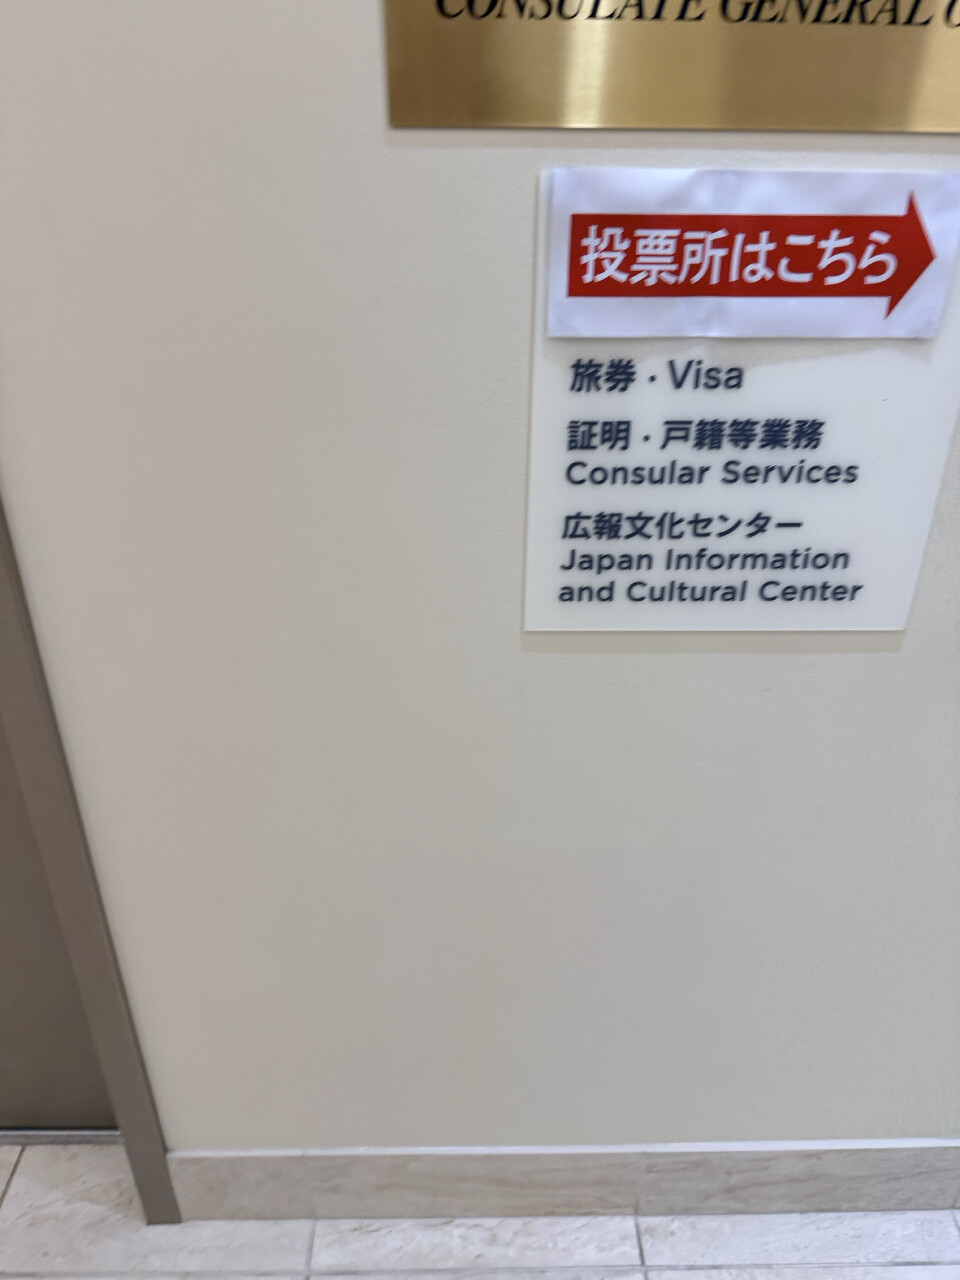 CONSULATE GENERAL
投票所はこちら
旅券・Visa
証明・戸籍等業務
Consular Services
広報文化センター
Japan Information
and Cultural Center